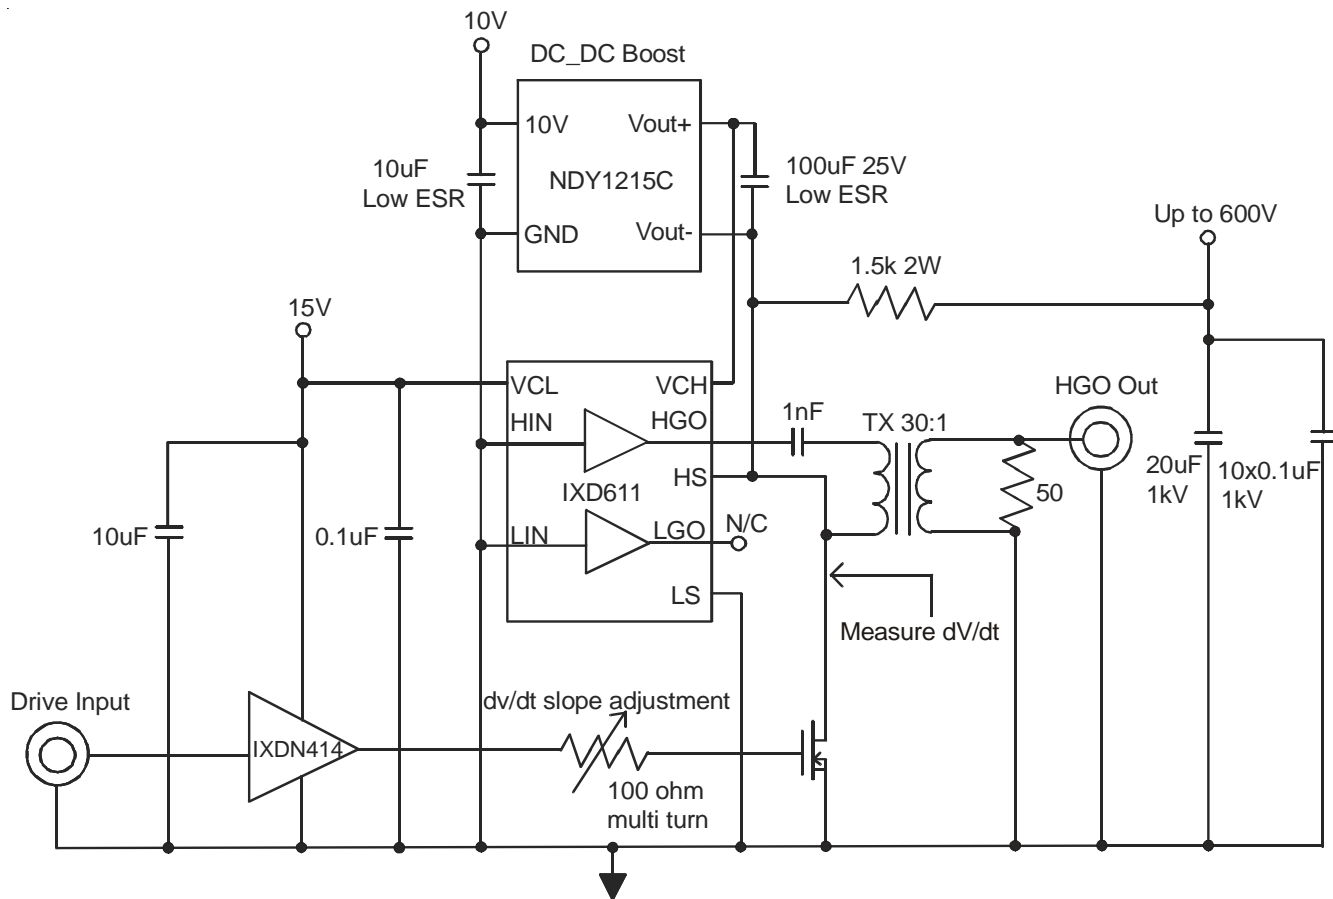 10V
DC_DC Boost
10V
Vout+
10uF
Low ESR
NDY1215C
100uF 25V
Low ESR
GND
Vout-
Up to 600V
1.5k 2W
15V
VCL
VCH
HGO Out
HIN
HGO
1nF
TX 30:1
HS
IXD611
20uF
1kV
10x0.1uF
1kV
50
10uF
0.1uF
LIN
LGO
N/C
LS
Measure dV/dt
Drive Input
dv/dt slope adjustment
IXDN414
100 ohm
multi turn